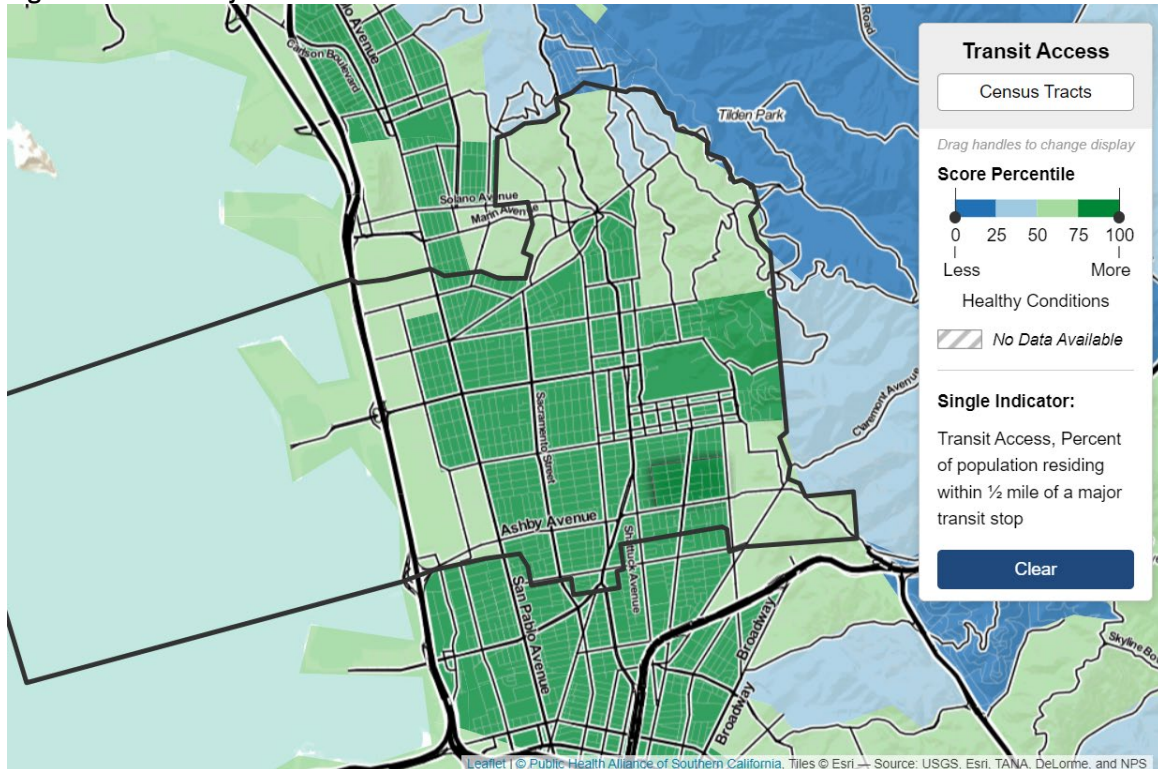 Carlson Boulevard
lo Avenue
Road
Tilden Park
Solano Avenue
Marin Avenue
Sacramento Street
Claremont Avenue
Ashby Avenue
Shattuck Avenue
San Pablo Avenue
Broadway
Broadway
Skyline Bou
Transit Access
Census Tracts
Drag handles to change display
Score Percentile
0 25 50 75 100
Less More
Healthy Conditions
No Data Available
Single Indicator:
Transit Access, Percent
of population residing
within ½ mile of a major
transit stop
Clear
Leaflet | © Public Health Alliance of Southern California, Tiles © Esri — Source: USGS, Esri, TANA, DeLorme, and NPS